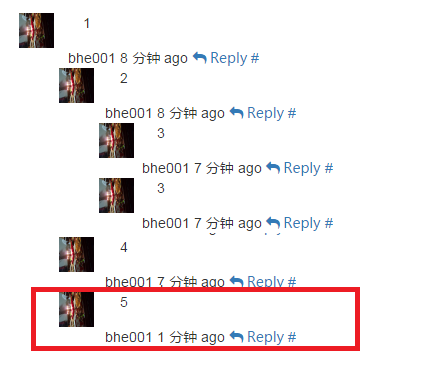 1
bhe001 8 分钟 ago Reply #
2
bhe001 8 分钟 ago Reply #
3
bhe001 7 分钟 ago Reply #
3
bhe001 7 分钟 ago Reply #
4
bhe001 7 分钟 ago Reply #
5
bhe001 1 分钟 ago Reply #